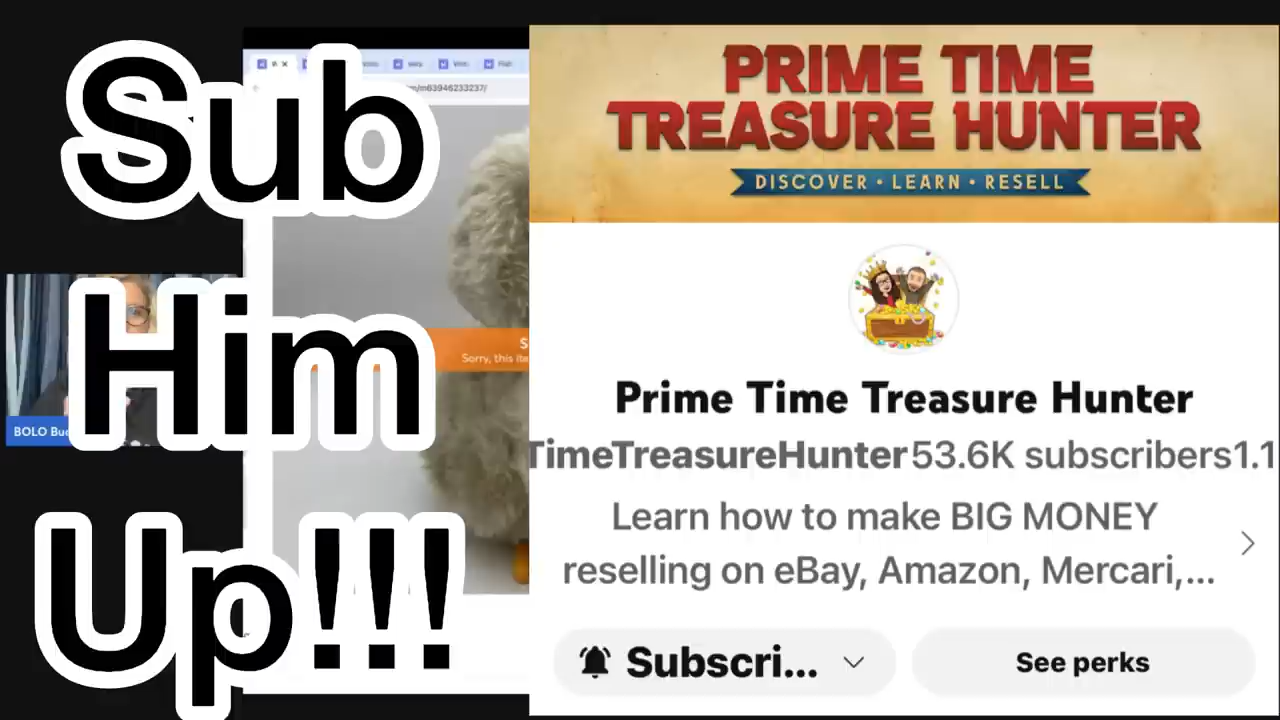 Sub
Him
Up!!!
m63946233237/
Sorry, this ite
BOLO
PRIME TIME
TREASURE HUNTER
DISCOVER • LEARN • RESELL
Prime Time Treasure Hunter
TimeTreasureHunter53.6K subscribers1.1
Learn how to make BIG MONEY
reselling on eBay, Amazon, Mercari,...
Subscri...
See perks